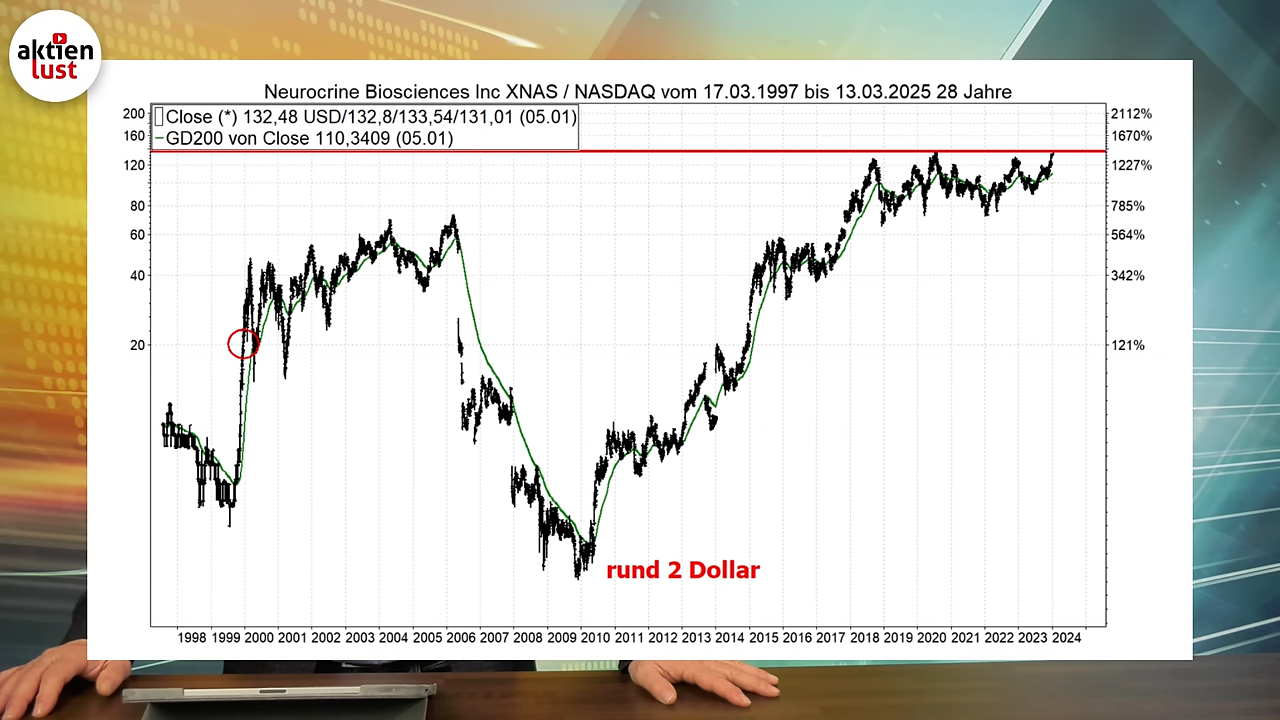 aktien
lust
Neurocrine Biosciences Inc XNAS / NASDAQ vom 17.03.1997 bis 13.03.2025 28 Jahre
Close (*) 132,48 USD/132,8/133,54/131,01 (05.01)
GD200 von Close 110,3409 (05.01)
200
160
120
80
60
40
20
2112%
1670%
1227%
785%
564%
342%
121%
rund 2 Dollar
1998 1999 2000 2001 2002 2003 2004 2005 2006 2007 2008 2009 2010 2011 2012 2013 2014 2015 2016 2017 2018 2019 2020 2021 2022 2023 2024